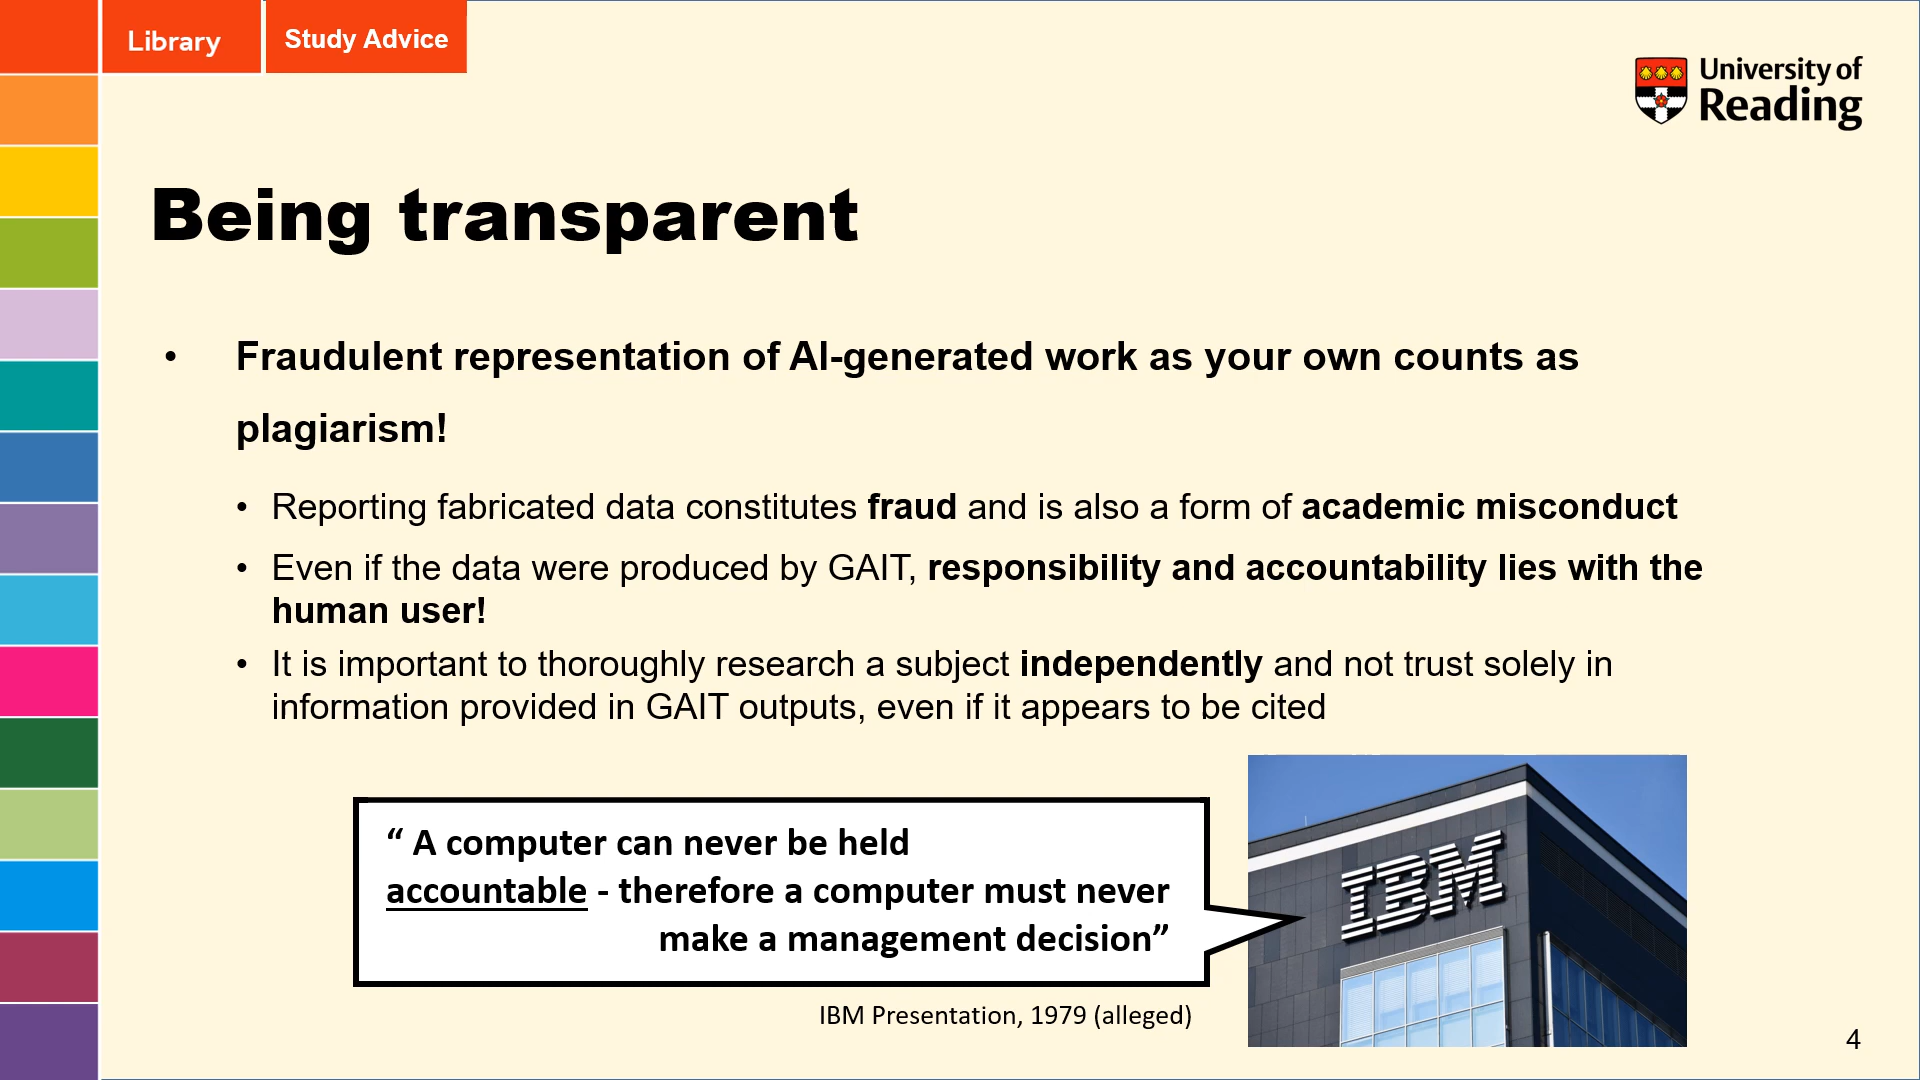 Library
Study Advice
University of
Reading
Being transparent
• Fraudulent representation of AI-generated work as your own counts as
plagiarism!
• Reporting fabricated data constitutes fraud and is also a form of academic misconduct
• Even if the data were produced by GAIT, responsibility and accountability lies with the
human user!
• It is important to thoroughly research a subject independently and not trust solely in
information provided in GAIT outputs, even if it appears to be cited
“ A computer can never be held
accountable - therefore a computer must never
make a management decision”
IBM
IBM Presentation, 1979 (alleged)
4